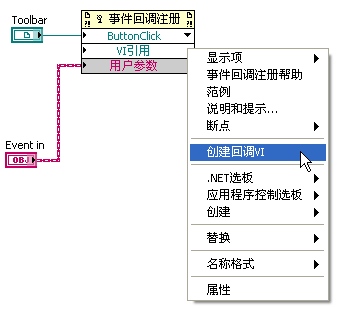 Toolbar
事件回调注册
ButtonClick
VI引用
用户参数
Event in
OBJ
显示项
事件回调注册帮助
范例
说明和提示...
断点
创建回调VI
.NET选板
应用程序控制选板
创建
替换
名称格式
属性